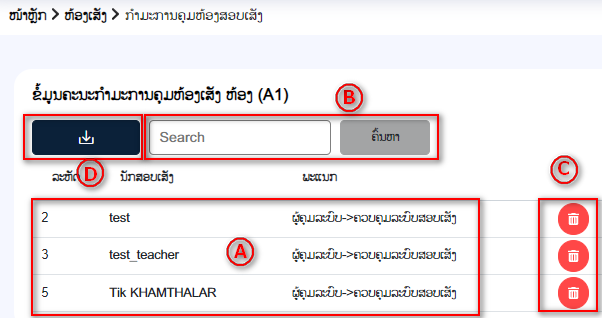 ໜ້າຫຼັກ > ຫ້ອງເສັງ > ກຳມະການຄຸມຫ້ອງສອບເສັງ
ຂໍ້ມູນຄະນະກຳມະການຄຸມຫ້ອງເສັງ ຫ້ອງ (A1)
B
Search ຄົ້ນຫາ
D C
ລະຫັດ ນັກສອບເສັງ ພະແນກ
2 test ຜູ້ຄຸມລະບົບ->ຄວບຄຸມລະບົບສອບເສັງ
A
3 test_teacher ຜູ້ຄຸມລະບົບ->ຄວບຄຸມລະບົບສອບເສັງ
5 Tik KHAMTHALAR ຜູ້ຄຸມລະບົບ->ຄວບຄຸມລະບົບສອບເສັງ